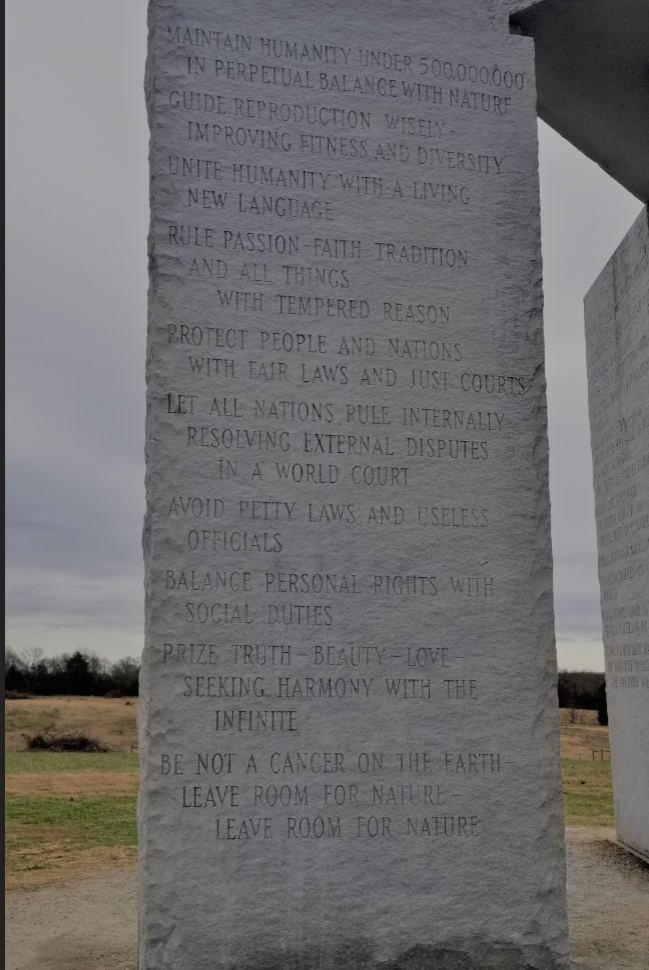 MAINTAIN HUMANITY UNDER 500,000,000
IN PERPETUAL BALANCE WITH NATURE
GUIDE REPRODUCTION WISELY-
IMPROVING FITNESS AND DIVERSITY
UNITE HUMANITY WITH A LIVING
NEW LANGUAGE
RULE PASSION-FAITH-TRADITION
AND ALL THINGS
WITH TEMPERED REASON
PROTECT PEOPLE AND NATIONS
WITH FAIR LAWS AND JUST COURTS
LET ALL NATIONS RULE INTERNALLY
RESOLVING EXTERNAL DISPUTES
IN A WORLD COURT
AVOID PETTY LAWS AND USELESS
OFFICIALS
BALANCE PERSONAL RIGHTS WITH
SOCIAL DUTIES
PRIZE TRUTH-BEAUTY-LOVE-
SEEKING HARMONY WITH THE
INFINITE
BE NOT A CANCER ON THE EARTH-
LEAVE ROOM FOR NATURE-
LEAVE ROOM FOR NATURE